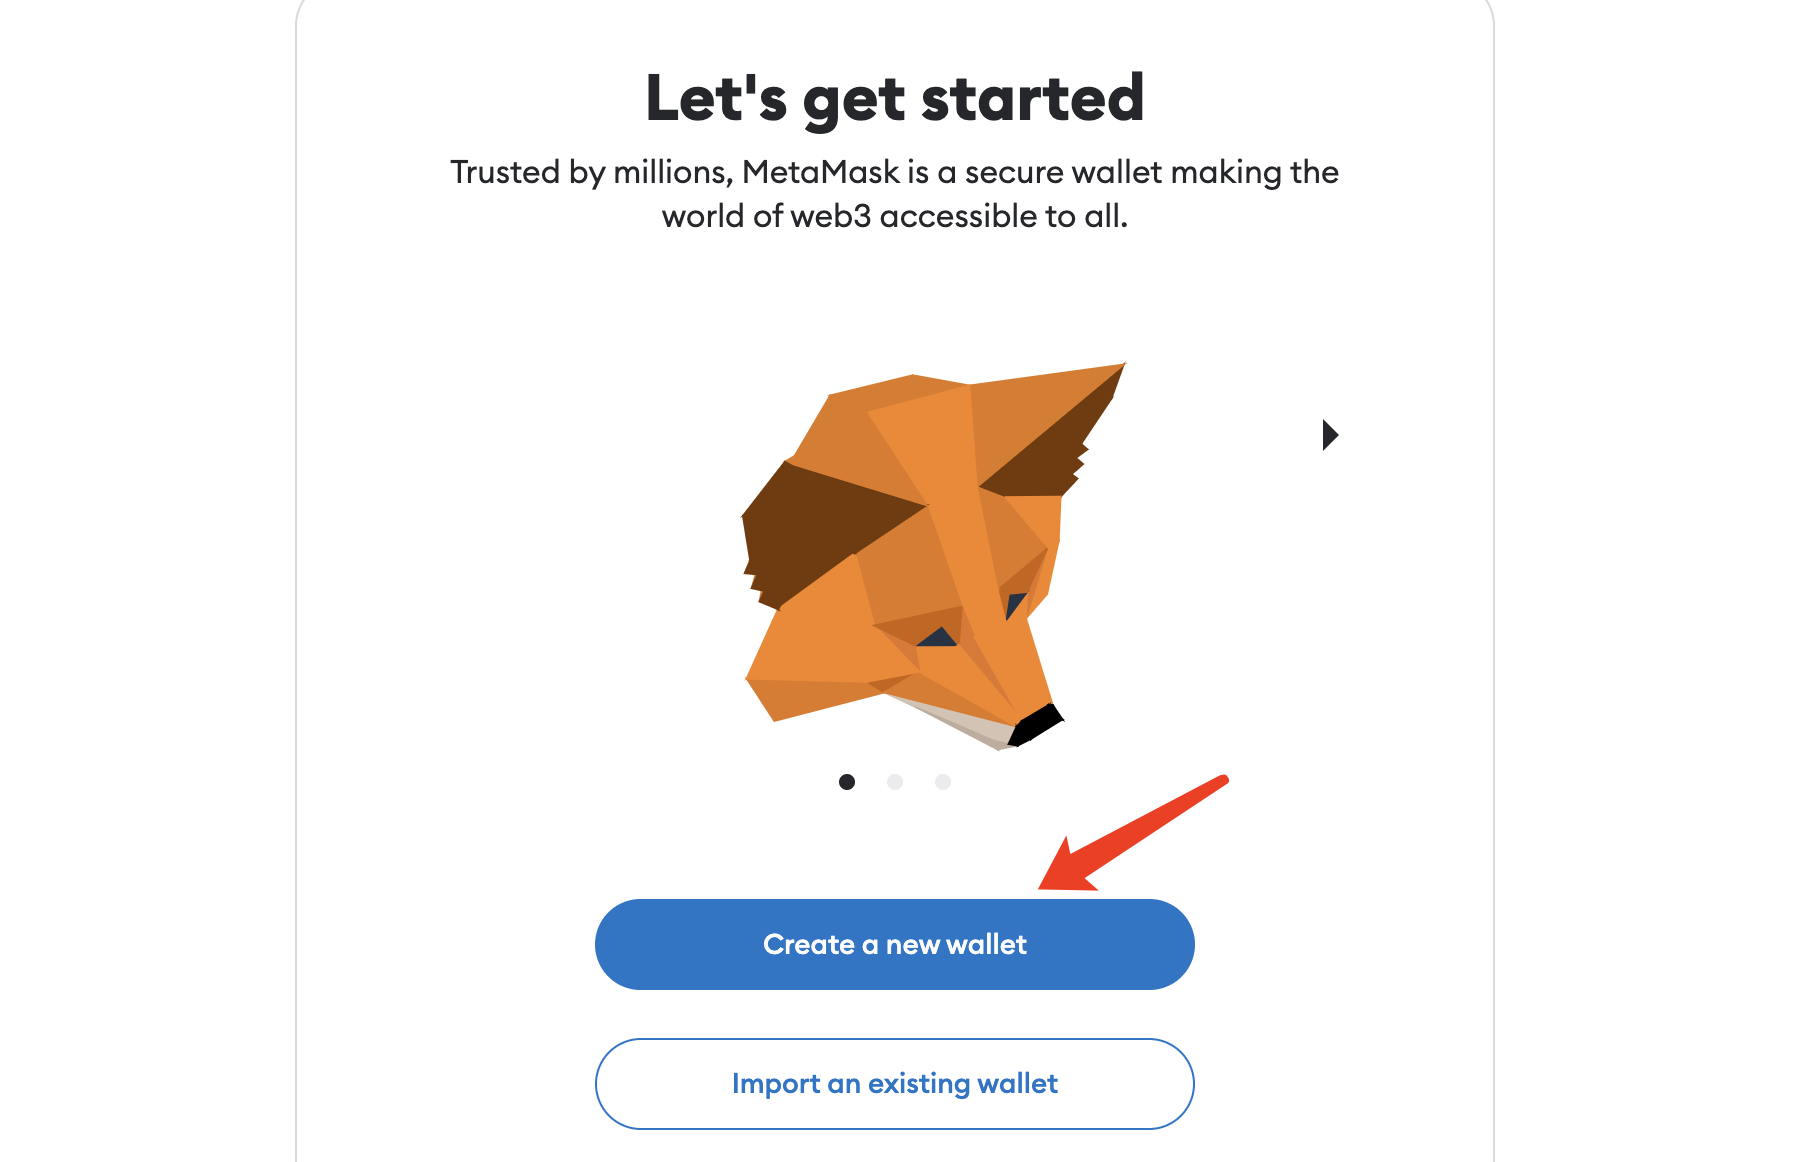 Let's get started
Trusted by millions, MetaMask is a secure wallet making the
world of web3 accessible to all.
Create a new wallet
Import an existing wallet